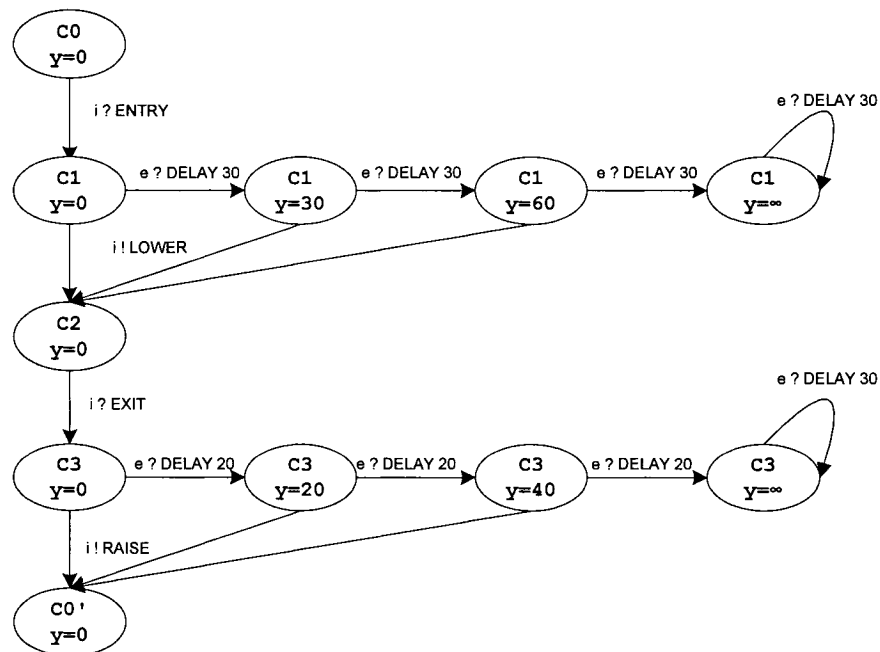 C0
y=0
i ? ENTRY
e ? DELAY 30
C1
y=0
e ? DELAY 30
C1
y=30
e ? DELAY 30
C1
y=60
e ? DELAY 30
C1
y=∞
i ! LOWER
C2
y=0
i ? EXIT
e ? DELAY 30
C3
y=0
e ? DELAY 20
C3
y=20
e ? DELAY 20
C3
y=40
e ? DELAY 20
C3
y=∞
i ! RAISE
C0'
y=0